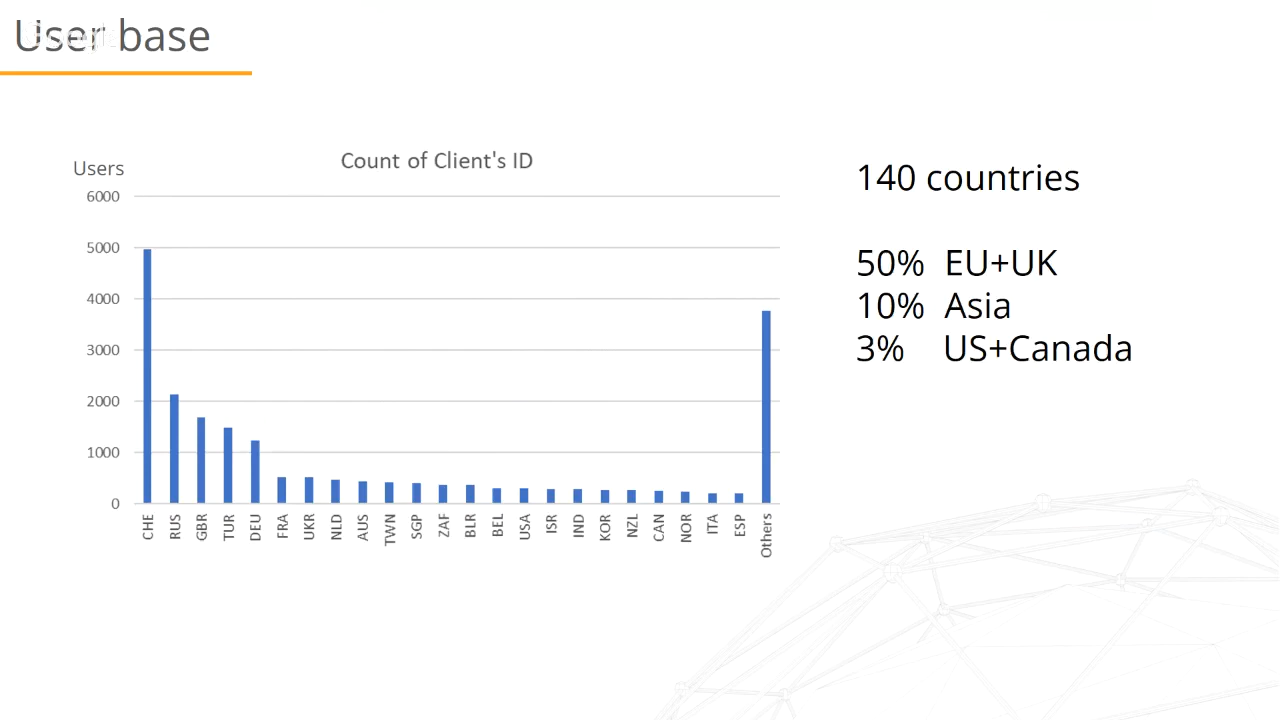 User base
Users
Count of Client's ID
6000
5000
4000
3000
2000
1000
0
CHE RUS GBR TUR DEU FRA UKR NLD AUS TWN SGP ZAF BLR BEL USA ISR IND KOR NZL CAN NOR ITA ESP Others
140 countries
50% EU+UK
10% Asia
3% US+Canada